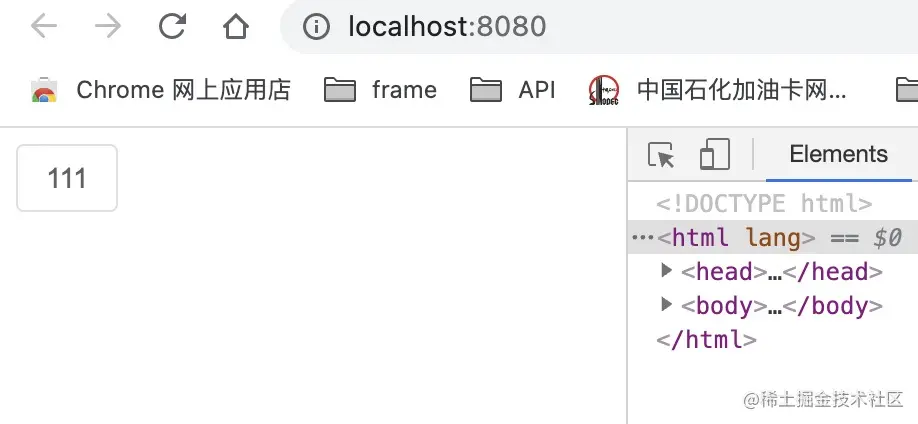 localhost:8080
Chrome 网上应用店 frame API 中国石化加油卡网...
111
Elements
<!DOCTYPE html>
…<html lang> == $0
<head>…</head>
<body>…</body>
</html>
@稀土掘金技术社区